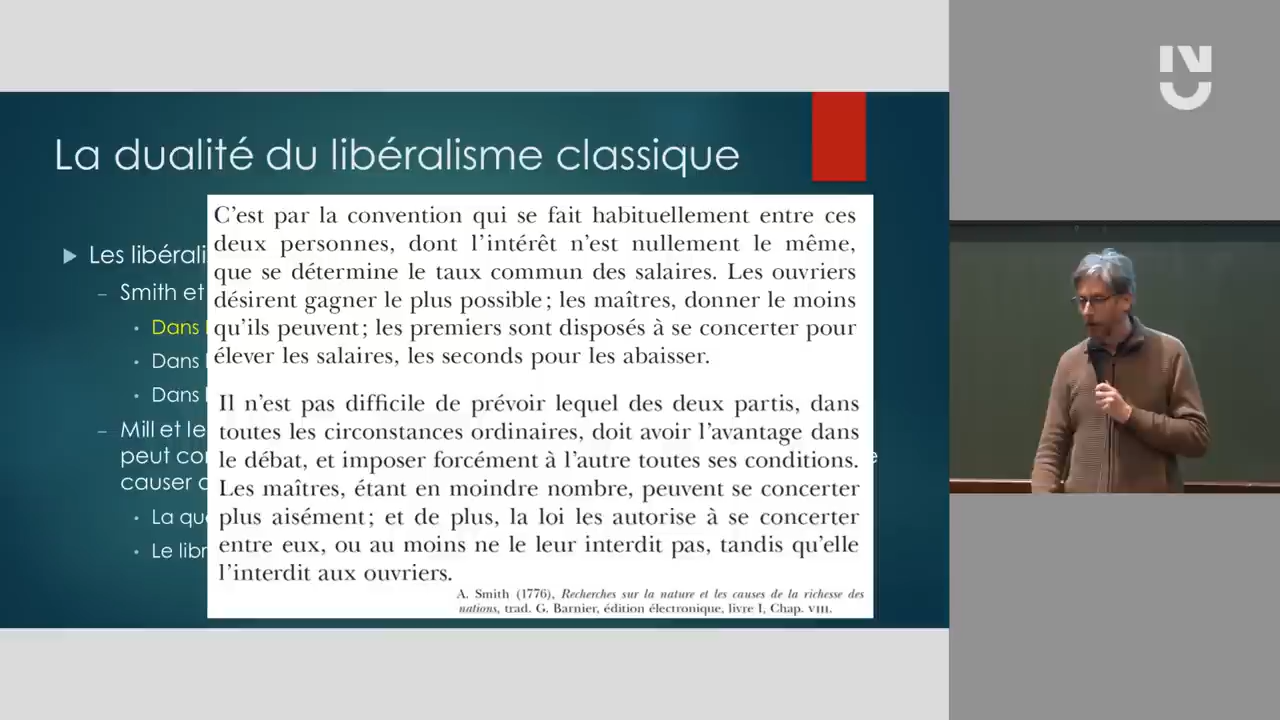 La dualité du libéralisme classique
Les libérali
Smith et
Dans
Dans
Dans
Mill et le
peut co
causer
La que
Le libr
C'est par la convention qui se fait habituellement entre ces
deux personnes, dont l'intérêt n'est nullement le même,
que se détermine le taux commun des salaires. Les ouvriers
désirent gagner le plus possible ; les maîtres, donner le moins
qu'ils peuvent ; les premiers sont disposés à se concerter pour
élever les salaires, les seconds pour les abaisser.
Il n'est pas difficile de prévoir lequel des deux partis, dans
toutes les circonstances ordinaires, doit avoir l'avantage dans
le débat, et imposer forcément à l'autre toutes ses conditions.
Les maîtres, étant en moindre nombre, peuvent se concerter
plus aisément ; et de plus, la loi les autorise à se concerter
entre eux, ou au moins ne le leur interdit pas, tandis qu'elle
l'interdit aux ouvriers.
A. Smith (1776), Recherches sur la nature et les causes de la richesse des
nations, trad. G. Barnier, édition électronique, livre I, Chap. VIII.